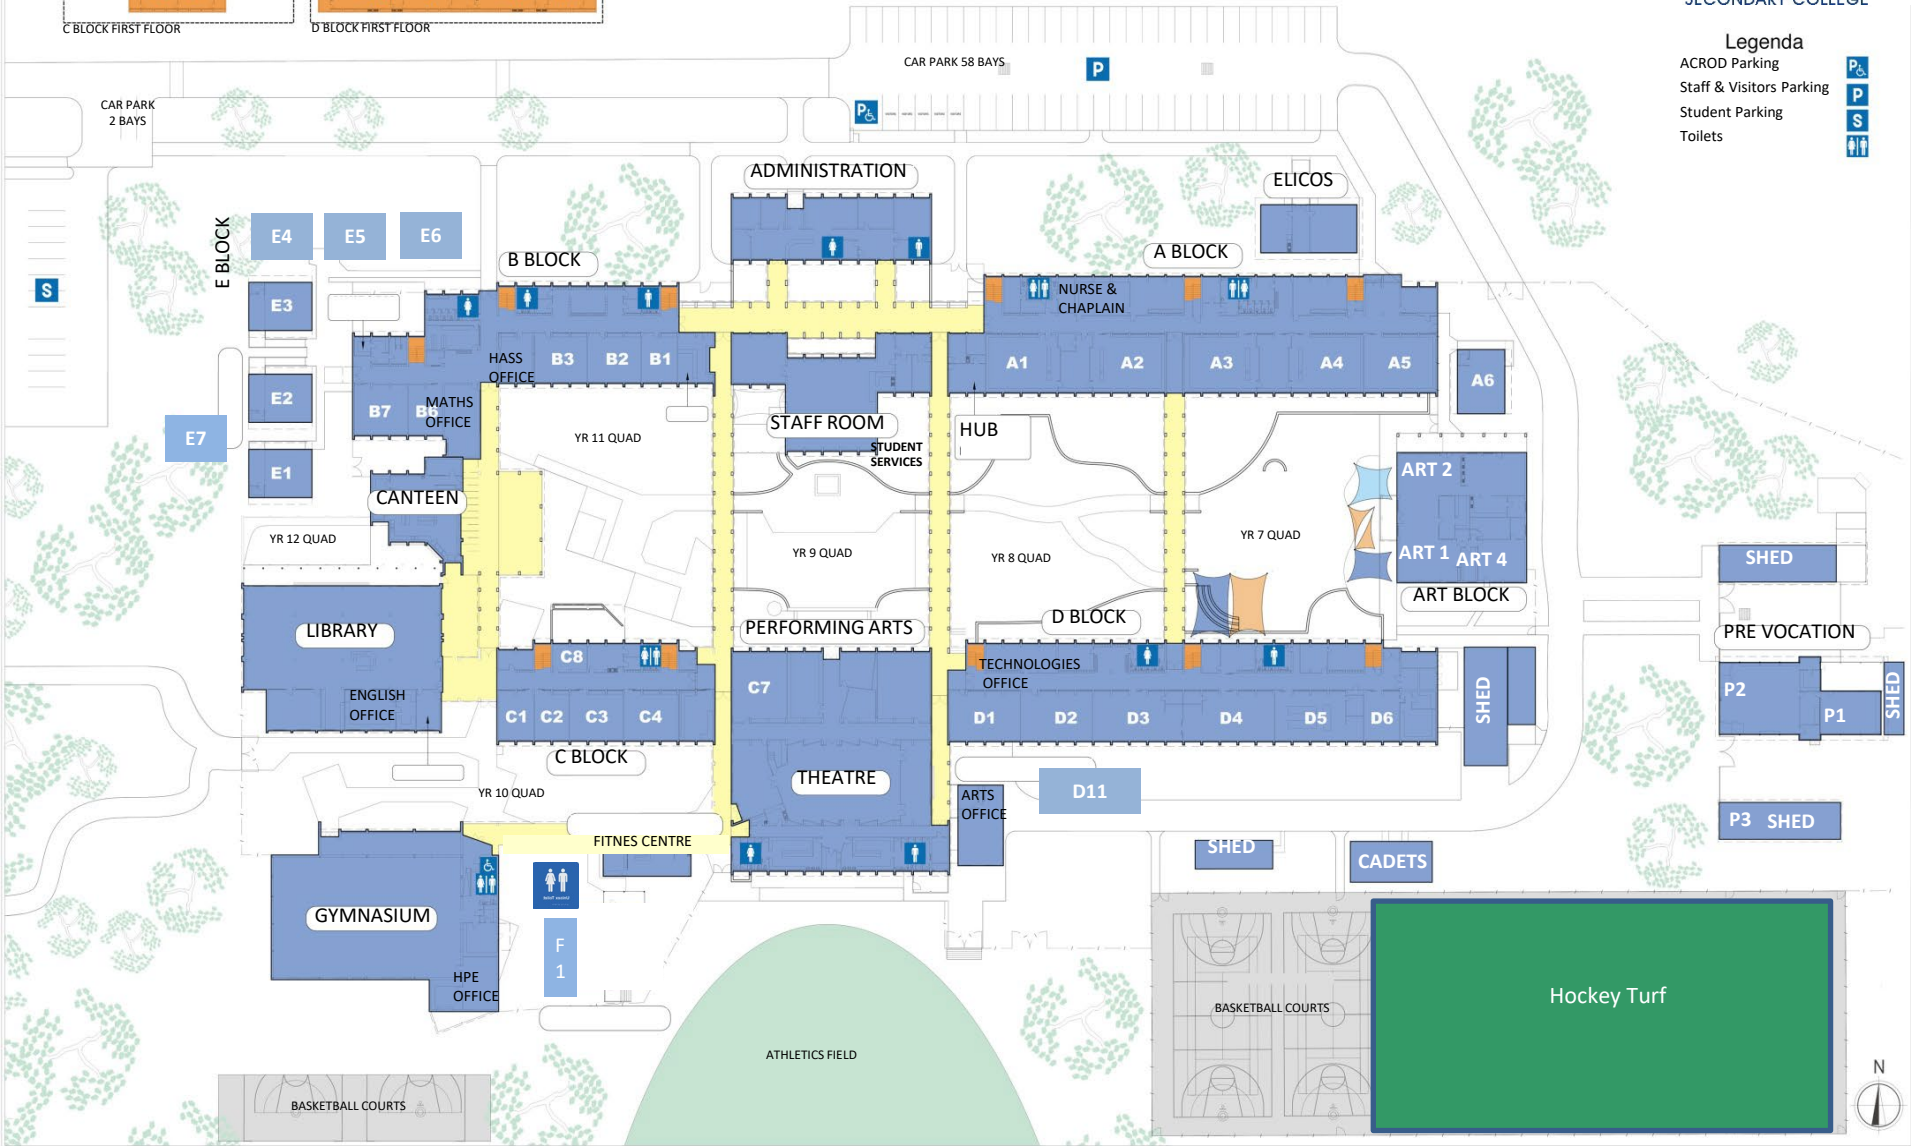 SECONDARY COLLEGE
C BLOCK FIRST FLOOR
D BLOCK FIRST FLOOR
Legenda
ACROD Parking
P
Staff & Visitors Parking
P
Student Parking
S
Toilets
CAR PARK 58 BAYS
P
P
CAR PARK
2 BAYS
ADMINISTRATION
ELICOS
E BLOCK
E4
E5
E6
B BLOCK
A BLOCK
S
E3
NURSE &
CHAPLAIN
HASS
OFFICE
B3
B2
B1
A1
A2
A3
A4
A5
A6
E2
B7
B6
MATHS
OFFICE
E7
YR 11 QUAD
STAFF ROOM
STUDENT
SERVICES
HUB
E1
CANTEEN
ART 2
YR 12 QUAD
YR 9 QUAD
YR 8 QUAD
YR 7 QUAD
ART 1
ART 4
SHED
ART BLOCK
LIBRARY
PERFORMING ARTS
D BLOCK
PRE VOCATION
C8
TECHNOLOGIES
OFFICE
C7
ENGLISH
OFFICE
C1
C2
C3
C4
D1
D2
D3
D4
D5
D6
SHED
P2
P1
SHED
C BLOCK
THEATRE
YR 10 QUAD
ARTS
OFFICE
D11
P3
SHED
FITNES CENTRE
SHED
CADETS
GYMNASIUM
F
1
HPE
OFFICE
Hockey Turf
BASKETBALL COURTS
ATHLETICS FIELD
BASKETBALL COURTS
N